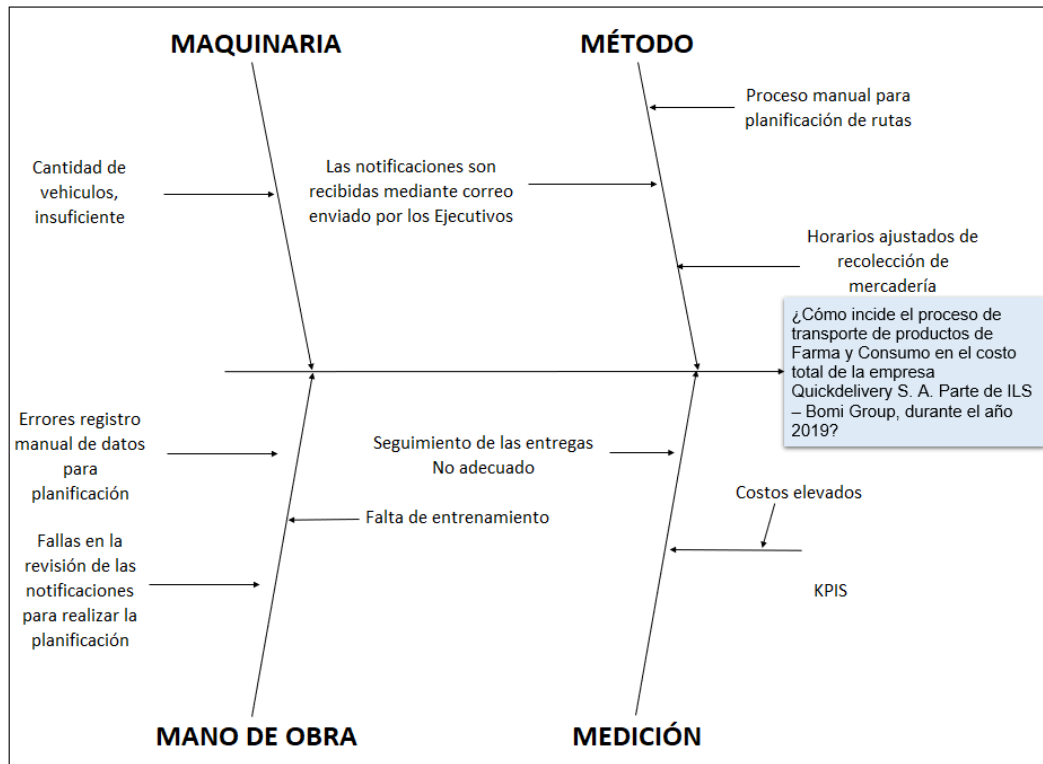 MAQUINARIA
MÉTODO
Proceso manual para
planificación de rutas
Cantidad de
vehiculos,
insuficiente
Las notificaciones son
recibidas mediante correo
enviado por los Ejecutivos
Horarios ajustados de
recolección de
mercadería
¿Cómo incide el proceso de
transporte de productos de
Farma y Consumo en el costo
total de la empresa
Quickdelivery S. A. Parte de ILS
– Bomi Group, durante el año
2019?
Errores registro
manual de datos
para
planificación
Seguimiento de las entregas
No adecuado
Costos elevados
Falta de entrenamiento
Fallas en la
revisión de las
notificaciones
para realizar la
planificación
KPIS
MANO DE OBRA
MEDICIÓN